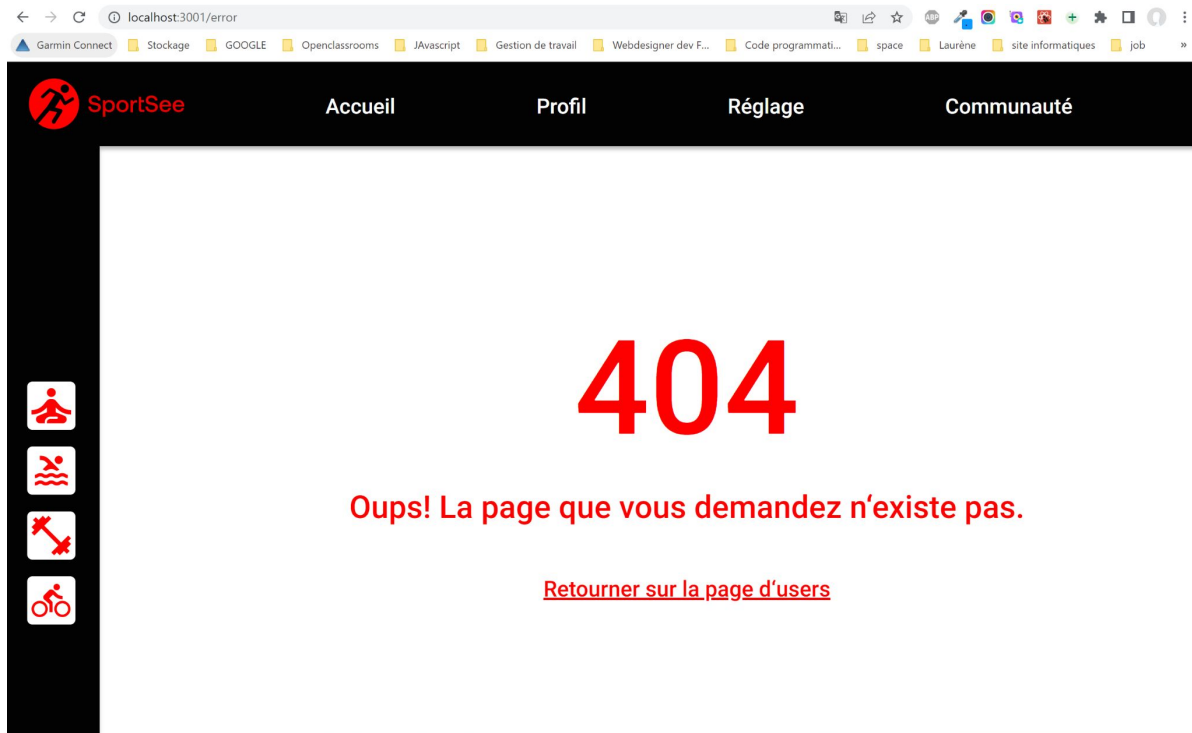 localhost:3001/error
ABP
Garmin Connect Stockage GOOGLE Openclassrooms JAvascript Gestion de travail Webdesigner dev F... Code programmati... space Laurène site informatiques job »
SportSee Accueil Profil Réglage Communauté
404
Oups! La page que vous demandez n‘existe pas.
Retourner sur la page d‘users